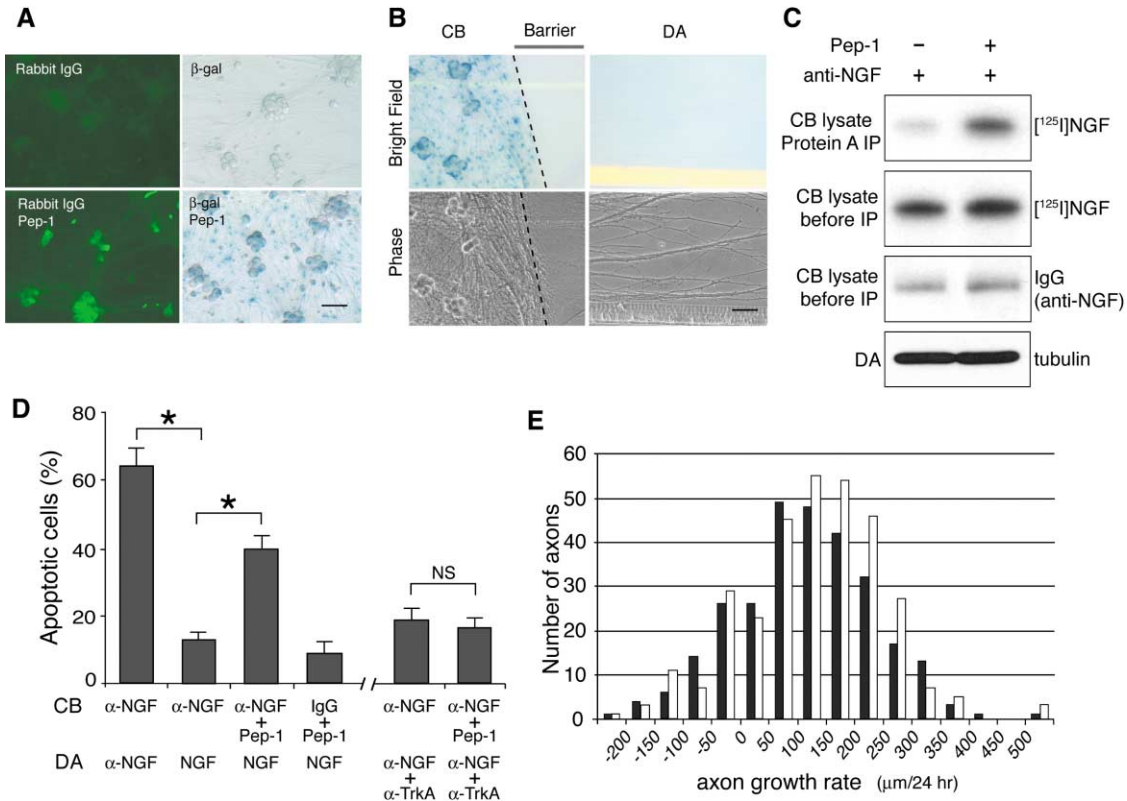 A
Rabbit IgG
β-gal
Rabbit IgG
Pep-1
β-gal
Pep-1
B
CB
Barrier
DA
Bright Field
Phase
C
Pep-1 – +
anti-NGF + +
CB lysate
Protein A IP
[¹²⁵I]NGF
CB lysate
before IP
[¹²⁵I]NGF
CB lysate
before IP
IgG
(anti-NGF)
DA
tubulin
D
Apoptotic cells (%)
80
60
40
20
0
*
*
NS
CB α-NGF α-NGF α-NGF + Pep-1 IgG + Pep-1 α-NGF α-NGF + Pep-1
DA α-NGF NGF NGF NGF α-NGF + α-TrkA α-NGF + α-TrkA
E
Number of axons
60
50
40
30
20
10
0
-200 -150 -100 -50 0 50 100 150 200 250 300 350 400 450 500
axon growth rate (μm/24 hr)